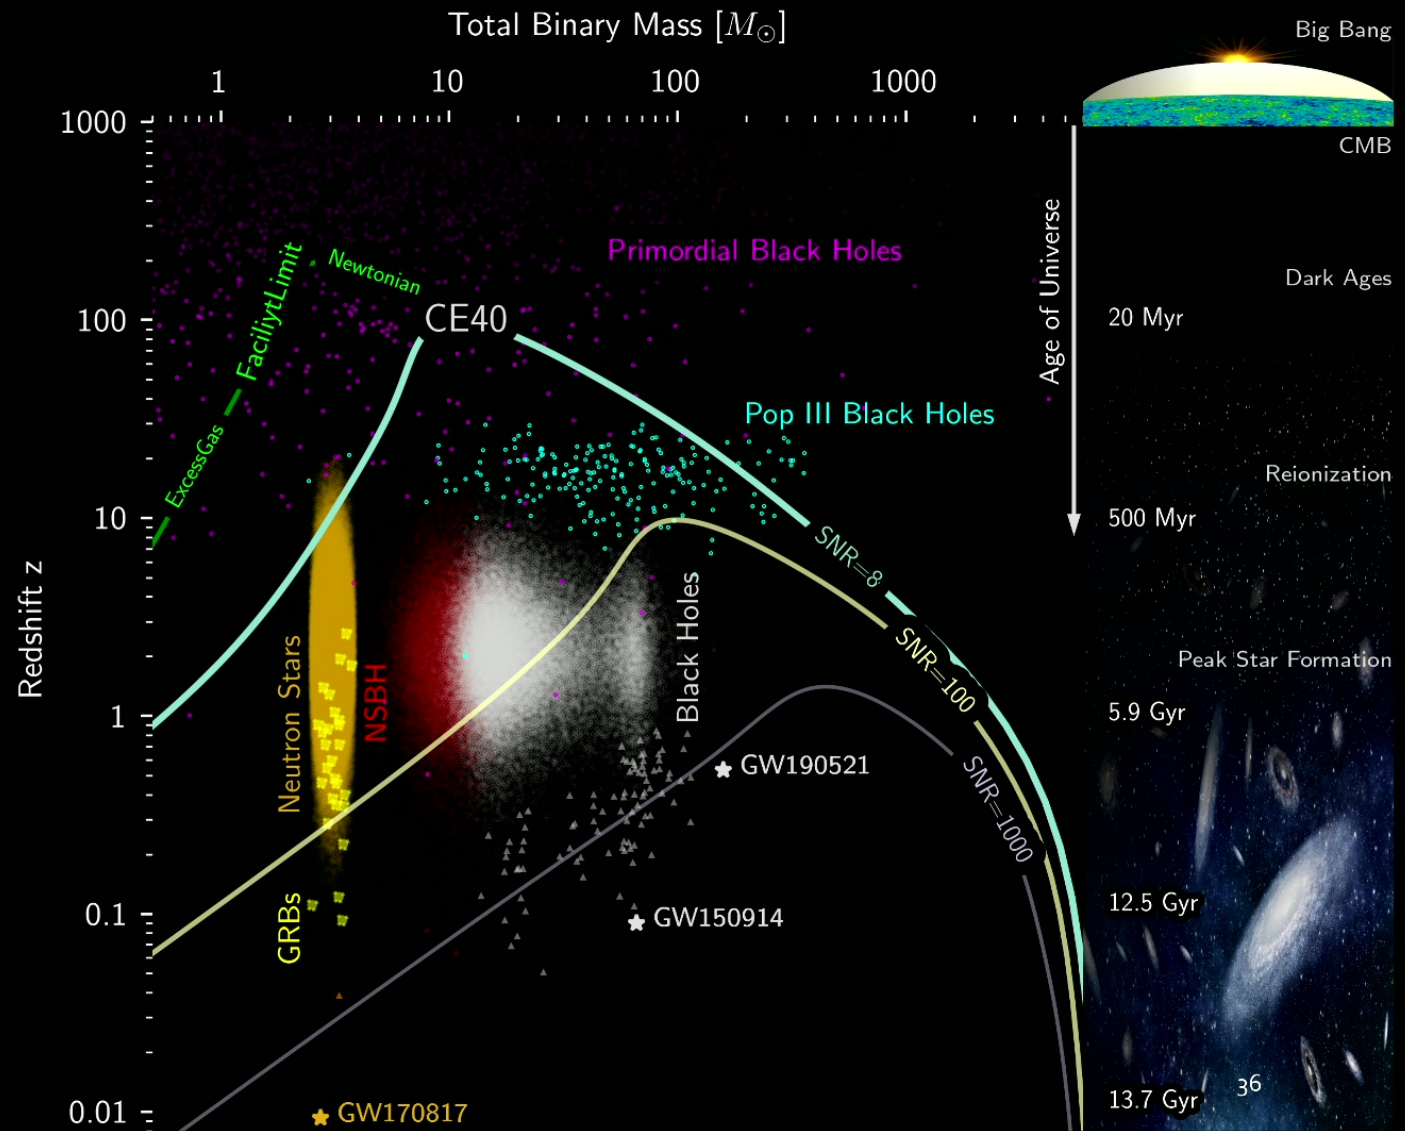 Total Binary Mass [M☉]
1 10 100 1000
Big Bang
CMB
1000
100
10
1
0.1
0.01
Redshift z
Primordial Black Holes
FaciliytLimit
Newtonian
ExcessGas
CE40
Pop III Black Holes
Age of Universe
Dark Ages
20 Myr
Reionization
500 Myr
SNR=8
SNR=100
SNR=1000
Neutron Stars
NSBH
Black Holes
Peak Star Formation
5.9 Gyr
GW190521
GRBs
GW150914
12.5 Gyr
GW170817
36
13.7 Gyr